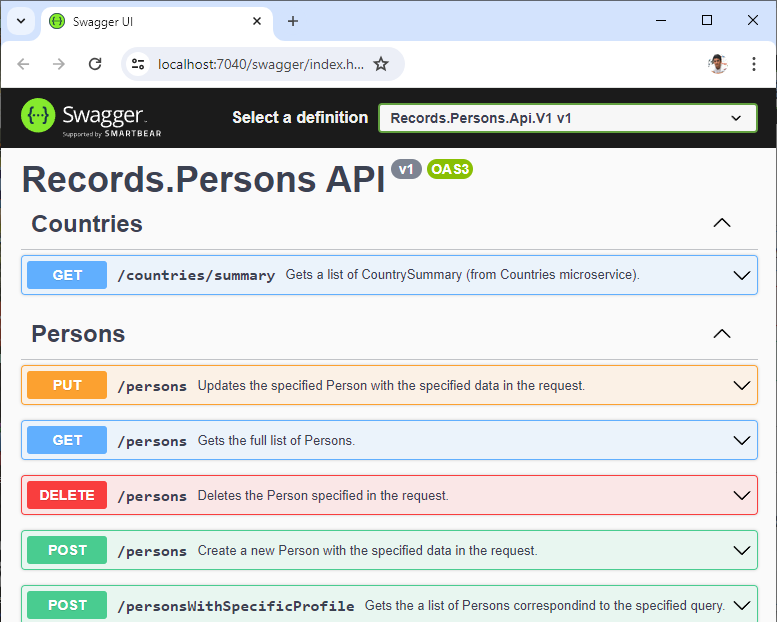 Swagger UI
localhost:7040/swagger/index.h...
Swagger
Supported by SMARTBEAR
Select a definition
Records.Persons.Api.V1 v1
Records.Persons API v1 OAS3
Countries
GET /countries/summary Gets a list of CountrySummary (from Countries microservice).
Persons
PUT /persons Updates the specified Person with the specified data in the request.
GET /persons Gets the full list of Persons.
DELETE /persons Deletes the Person specified in the request.
POST /persons Create a new Person with the specified data in the request.
POST /personsWithSpecificProfile Gets the a list of Persons correspondind to the specified query.